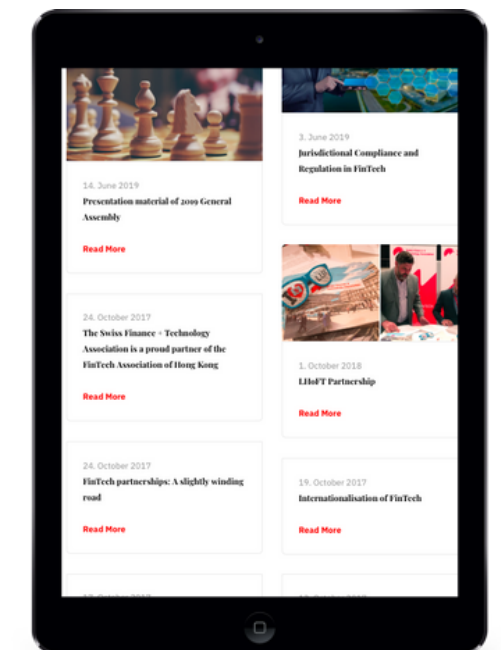 14. June 2019
Presentation material of 2019 General
Assembly
Read More
24. October 2017
The Swiss Finance + Technology
Association is a proud partner of the
FinTech Association of Hong Kong
Read More
24. October 2017
FinTech partnerships: A slightly winding
road
Read More
3. June 2019
Jurisdictional Compliance and
Regulation in FinTech
Read More
1. October 2018
LHoFT Partnership
Read More
19. October 2017
Internationalisation of FinTech
Read More